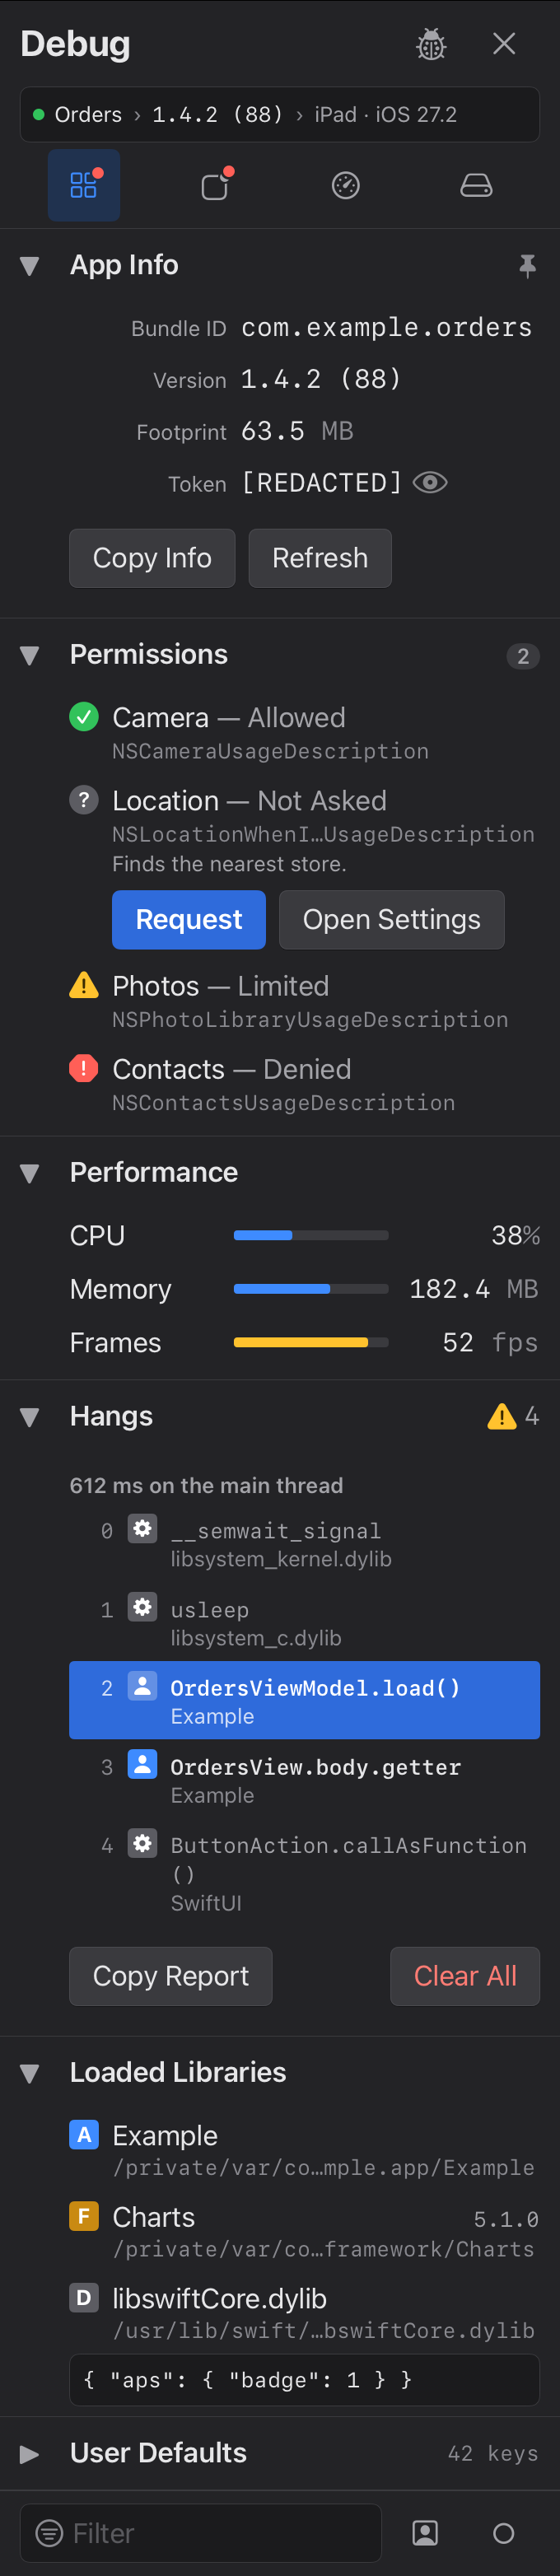 Debug
Orders › 1.4.2 (88) › iPad · iOS 27.2
App Info
Bundle ID com.example.orders
Version 1.4.2 (88)
Footprint 63.5 MB
Token [REDACTED]
Copy Info Refresh
Permissions 2
Camera — Allowed
NSCameraUsageDescription
? Location — Not Asked
NSLocationWhenI…UsageDescription
Finds the nearest store.
Request Open Settings
! Photos — Limited
NSPhotoLibraryUsageDescription
! Contacts — Denied
NSContactsUsageDescription
Performance
CPU 38%
Memory 182.4 MB
Frames 52 fps
Hangs ! 4
612 ms on the main thread
0 __semwait_signal
libsystem_kernel.dylib
1 usleep
libsystem_c.dylib
2 OrdersViewModel.load()
Example
3 OrdersView.body.getter
Example
4 ButtonAction.callAsFunction
()
SwiftUI
Copy Report Clear All
Loaded Libraries
A Example
/private/var/co…mple.app/Example
F Charts 5.1.0
/private/var/co…framework/Charts
D libswiftCore.dylib
/usr/lib/swift/…bswiftCore.dylib
{ "aps": { "badge": 1 } }
User Defaults 42 keys
Filter